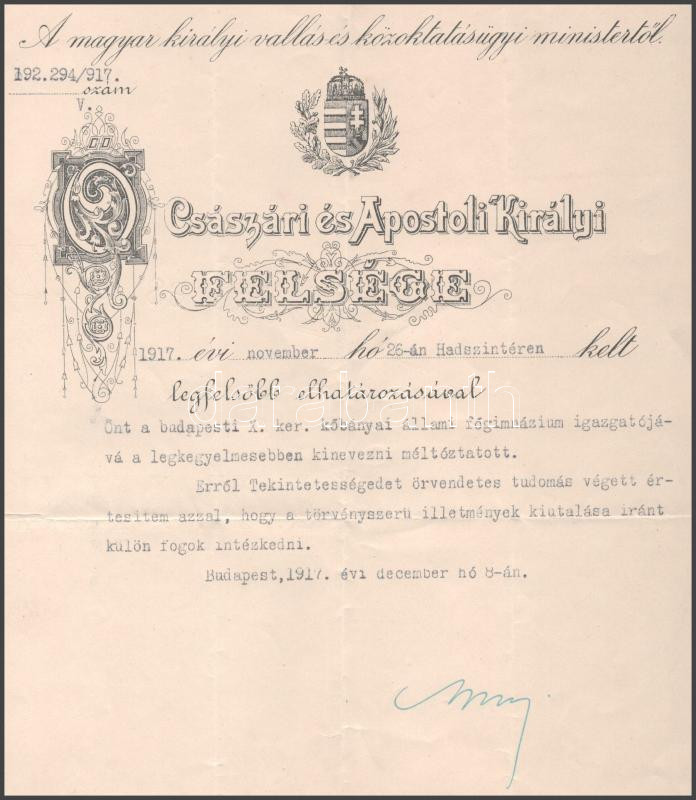 A magyar királyi vallás és közoktatásügyi ministertől.
192.294/917.
szám
V.
Ő
Császári és Apostoli Királyi
FELSÉGE
1917. évi november hó 26-án Hadszintéren kelt
legfelsőbb elhatározásával
Önt a budapesti X. ker. kőbányai állami főgimnázium igazgatójá-
vá a legkegyelmesebben kinevezni méltóztatott.
Erről Tekintetességedet örvendetes tudomás végett ér-
tesitem azzal, hogy a törvényszerü illetmények kiutalása iránt
külön fogok intézkedni.
Budapest,1917. évi december hó 8-án.
darabanth